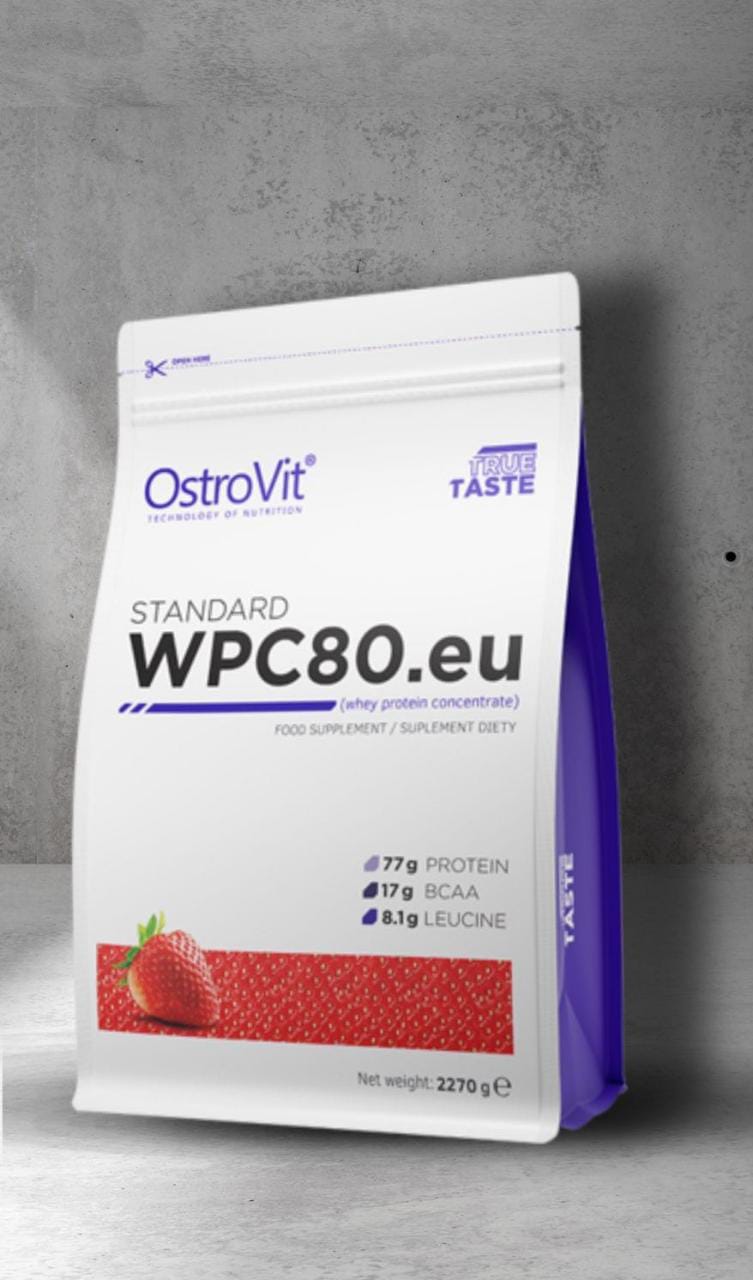 OPEN HERE
OstroVit®
TECHNOLOGY OF NUTRITION
TRUE
TASTE
STANDARD
WPC80.eu
(whey protein concentrate)
FOOD SUPPLEMENT / SUPLEMENT DIETY
77g PROTEIN
17g BCAA
8.1g LEUCINE
Net weight: 2270 g ℮
TASTE